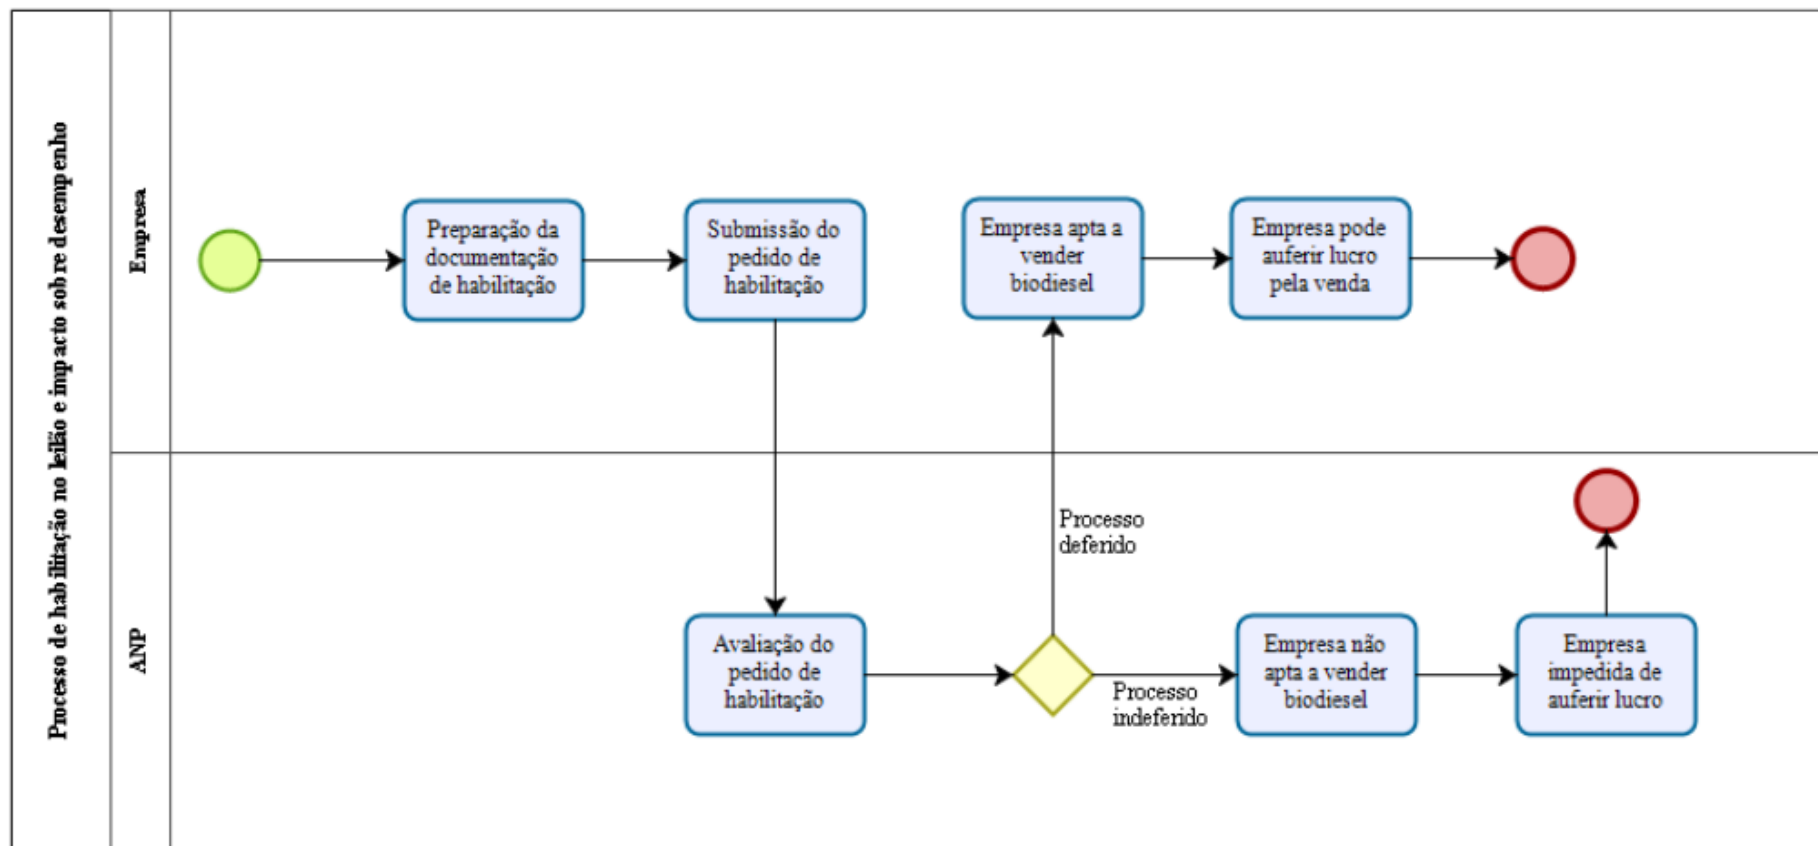 Processo de habilitação no leilão e impacto sobre desempenho
Empresa
Preparação da
documentação
de habilitação
Submissão do
pedido de
habilitação
Empresa apta a
vender
biodiesel
Empresa pode
auferir lucro
pela venda
ANP
Avaliação do
pedido de
habilitação
Processo
deferido
Processo
indeferido
Empresa não
apta a vender
biodiesel
Empresa
impedida de
auferir lucro